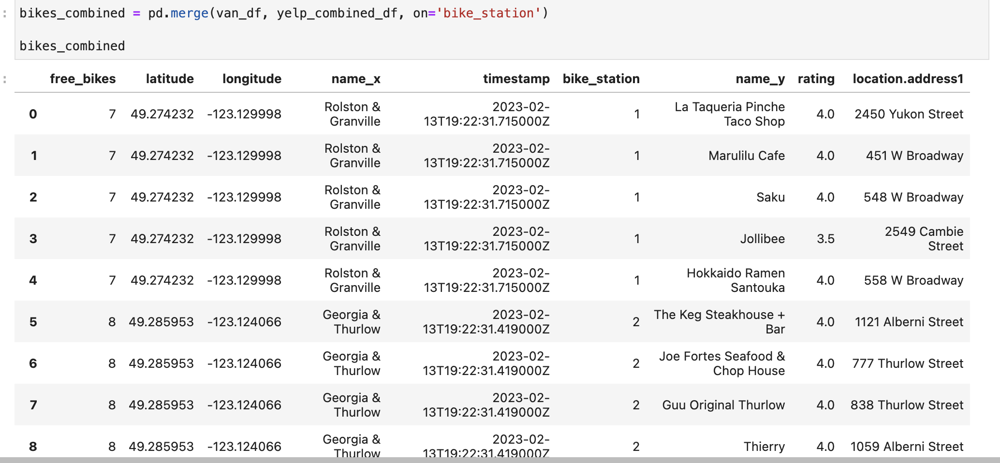 bikes_combined = pd.merge(van_df, yelp_combined_df, on='bike_station')
bikes_combined
free_bikes latitude longitude name_x timestamp bike_station name_y rating location.address1
0 7 49.274232 -123.129998 Rolston & Granville 2023-02-13T19:22:31.715000Z 1 La Taqueria Pinche Taco Shop 4.0 2450 Yukon Street
1 7 49.274232 -123.129998 Rolston & Granville 2023-02-13T19:22:31.715000Z 1 Marulilu Cafe 4.0 451 W Broadway
2 7 49.274232 -123.129998 Rolston & Granville 2023-02-13T19:22:31.715000Z 1 Saku 4.0 548 W Broadway
3 7 49.274232 -123.129998 Rolston & Granville 2023-02-13T19:22:31.715000Z 1 Jollibee 3.5 2549 Cambie Street
4 7 49.274232 -123.129998 Rolston & Granville 2023-02-13T19:22:31.715000Z 1 Hokkaido Ramen Santouka 4.0 558 W Broadway
5 8 49.285953 -123.124066 Georgia & Thurlow 2023-02-13T19:22:31.419000Z 2 The Keg Steakhouse + Bar 4.0 1121 Alberni Street
6 8 49.285953 -123.124066 Georgia & Thurlow 2023-02-13T19:22:31.419000Z 2 Joe Fortes Seafood & Chop House 4.0 777 Thurlow Street
7 8 49.285953 -123.124066 Georgia & Thurlow 2023-02-13T19:22:31.419000Z 2 Guu Original Thurlow 4.0 838 Thurlow Street
8 8 49.285953 -123.124066 Georgia & Thurlow 2023-02-13T19:22:31.419000Z 2 Thierry 4.0 1059 Alberni Street